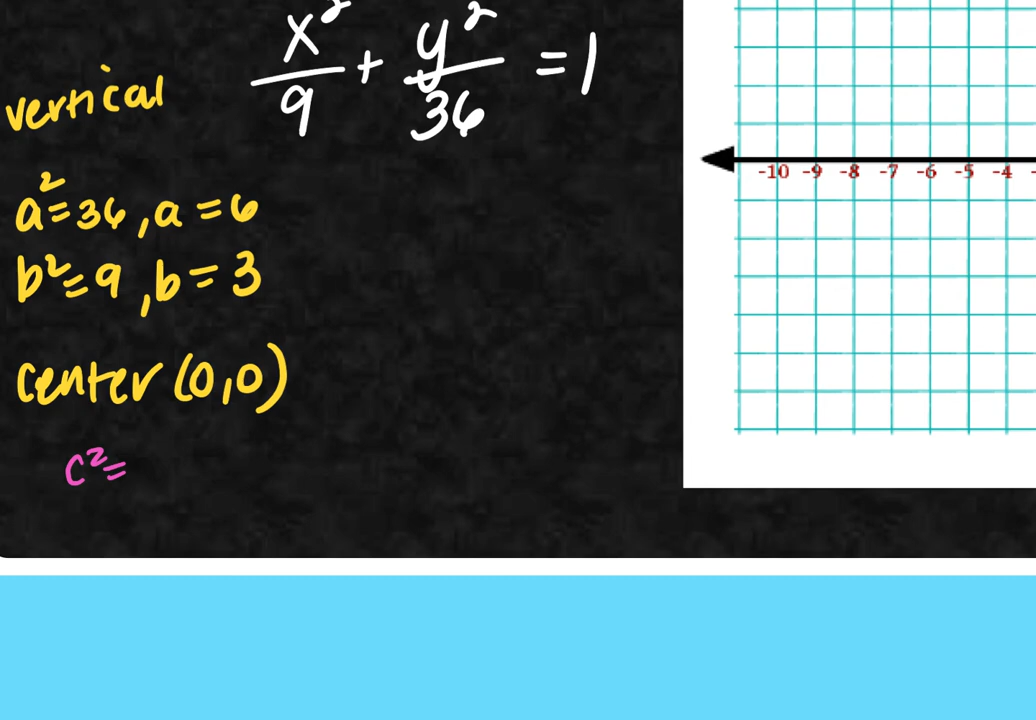 x²/9 + y²/36 = 1
vertical
a² = 36, a = 6
b² = 9, b = 3
center (0,0)
c² =
-10 -9 -8 -7 -6 -5 -4 -